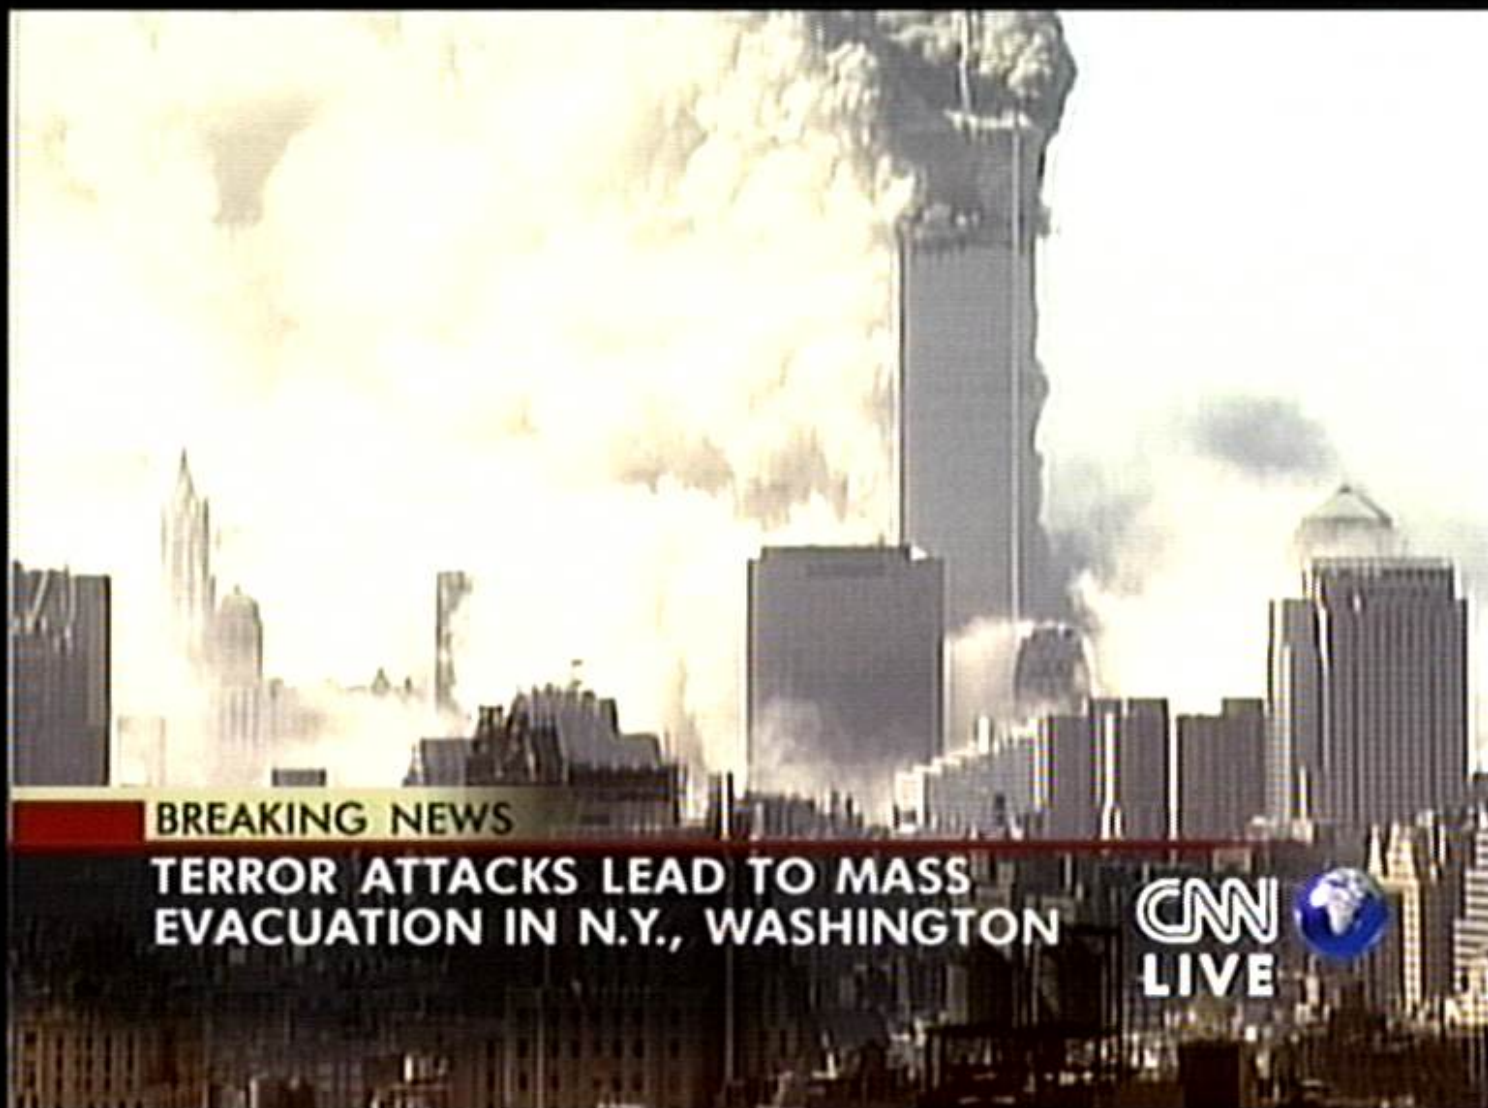 BREAKING NEWS
TERROR ATTACKS LEAD TO MASS
EVACUATION IN N.Y., WASHINGTON
CNN
LIVE